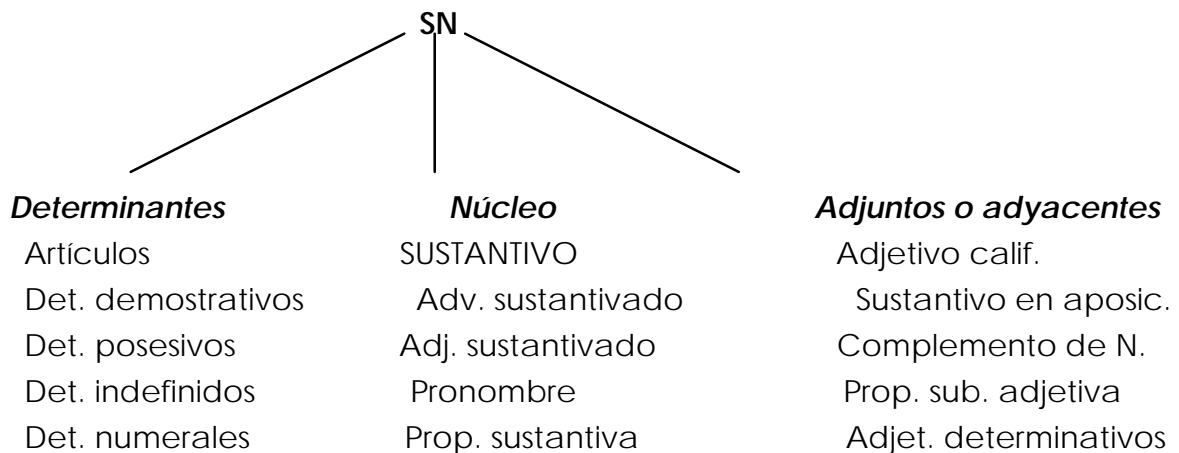 SN
Determinantes Núcleo Adjuntos o adyacentes
Artículos SUSTANTIVO Adjetivo calif.
Det. demostrativos Adv. sustantivado Sustantivo en aposic.
Det. posesivos Adj. sustantivado Complemento de N.
Det. indefinidos Pronombre Prop. sub. adjetiva
Det. numerales Prop. sustantiva Adjet. determinativos